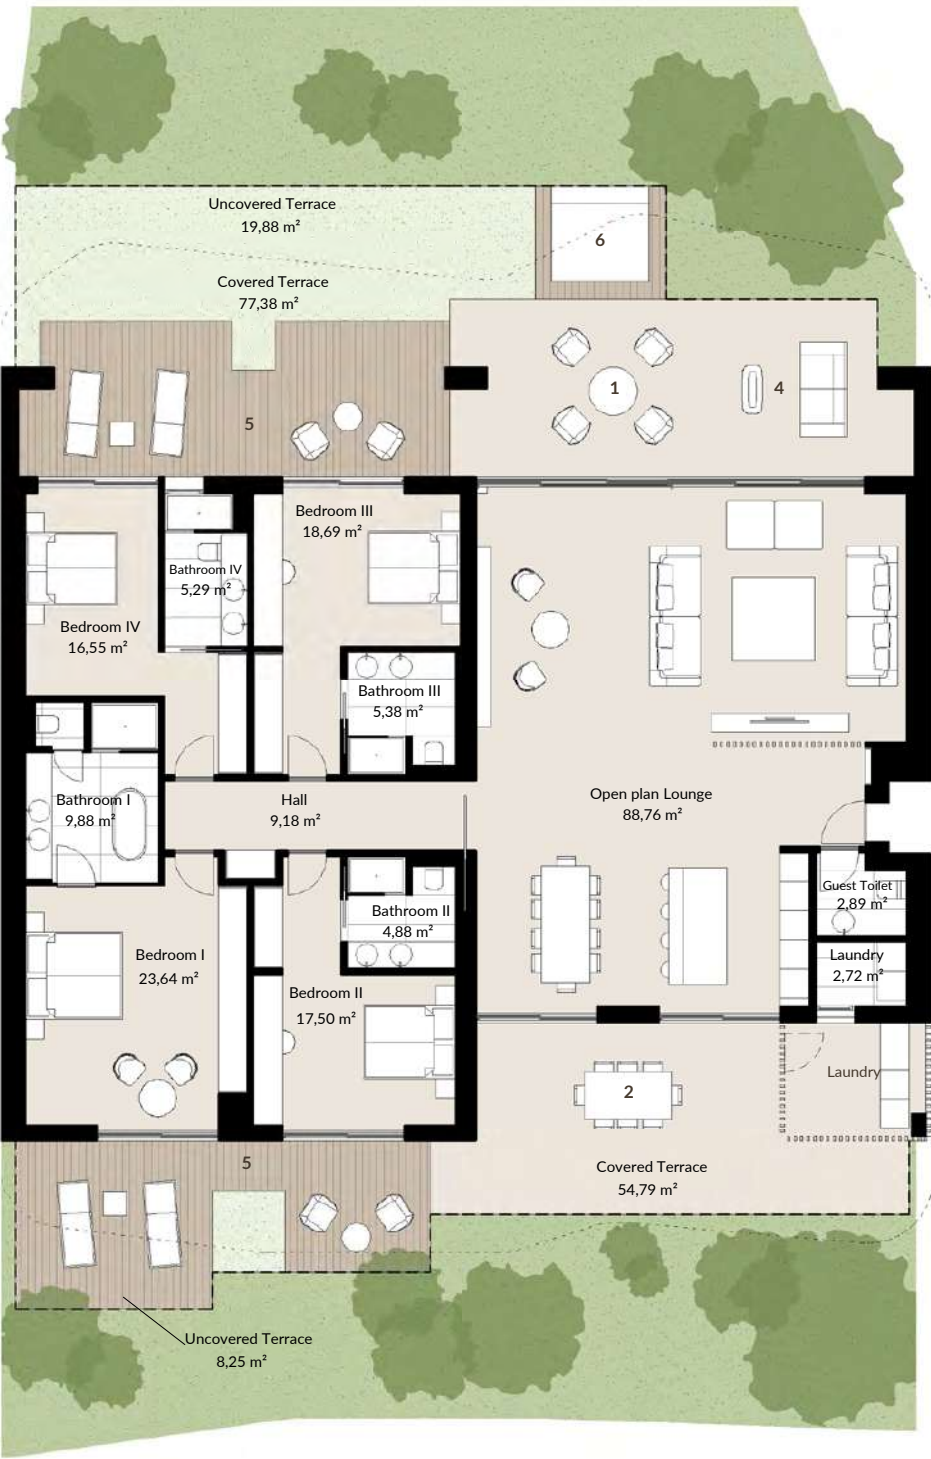 Uncovered Terrace
19,88 m²
6
Covered Terrace
77,38 m²
1
4
5
Bedroom III
18,69 m²
Bathroom IV
5,29 m²
Bedroom IV
16,55 m²
Bathroom III
5,38 m²
Bathroom I
9,88 m²
Hall
9,18 m²
Open plan Lounge
88,76 m²
Guest Toilet
2,89 m²
Bathroom II
4,88 m²
Bedroom I
23,64 m²
Laundry
2,72 m²
Bedroom II
17,50 m²
Laundry
2
5
Covered Terrace
54,79 m²
Uncovered Terrace
8,25 m²